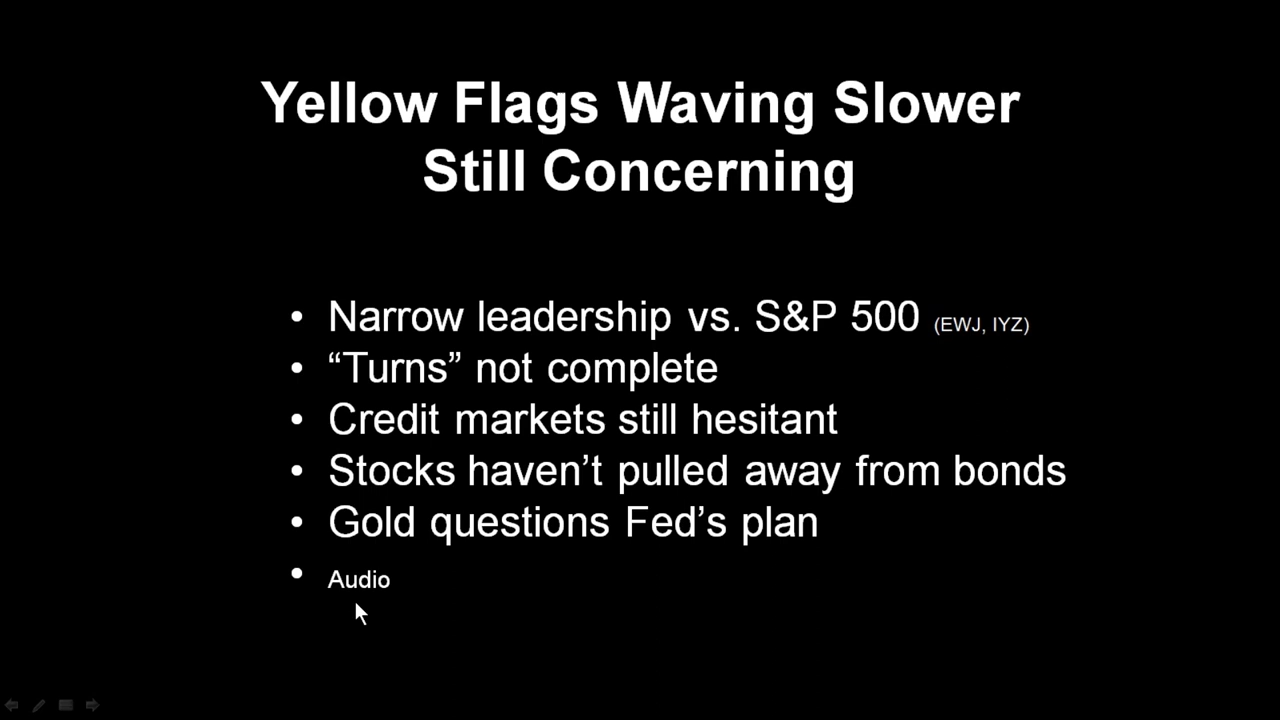 Yellow Flags Waving Slower
Still Concerning
• Narrow leadership vs. S&P 500 (EWJ, IYZ)
• “Turns” not complete
• Credit markets still hesitant
• Stocks haven’t pulled away from bonds
• Gold questions Fed’s plan
• Audio